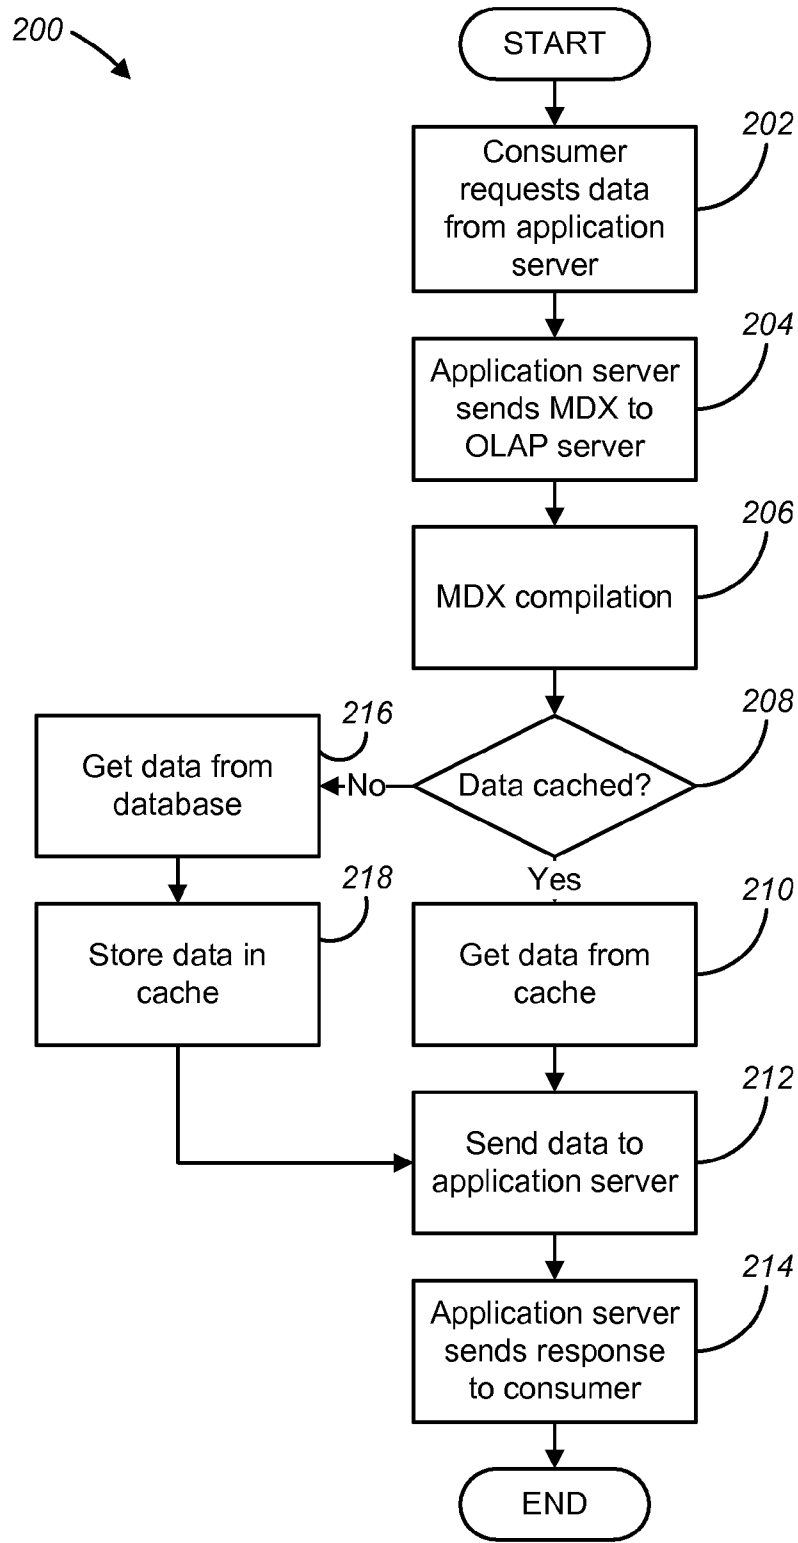 200
START
202
Consumer
requests data
from application
server
204
Application server
sends MDX to
OLAP server
206
MDX compilation
208
Data cached?
No
216
Get data from
database
Yes
218
Store data in
cache
210
Get data from
cache
212
Send data to
application server
214
Application server
sends response
to consumer
END